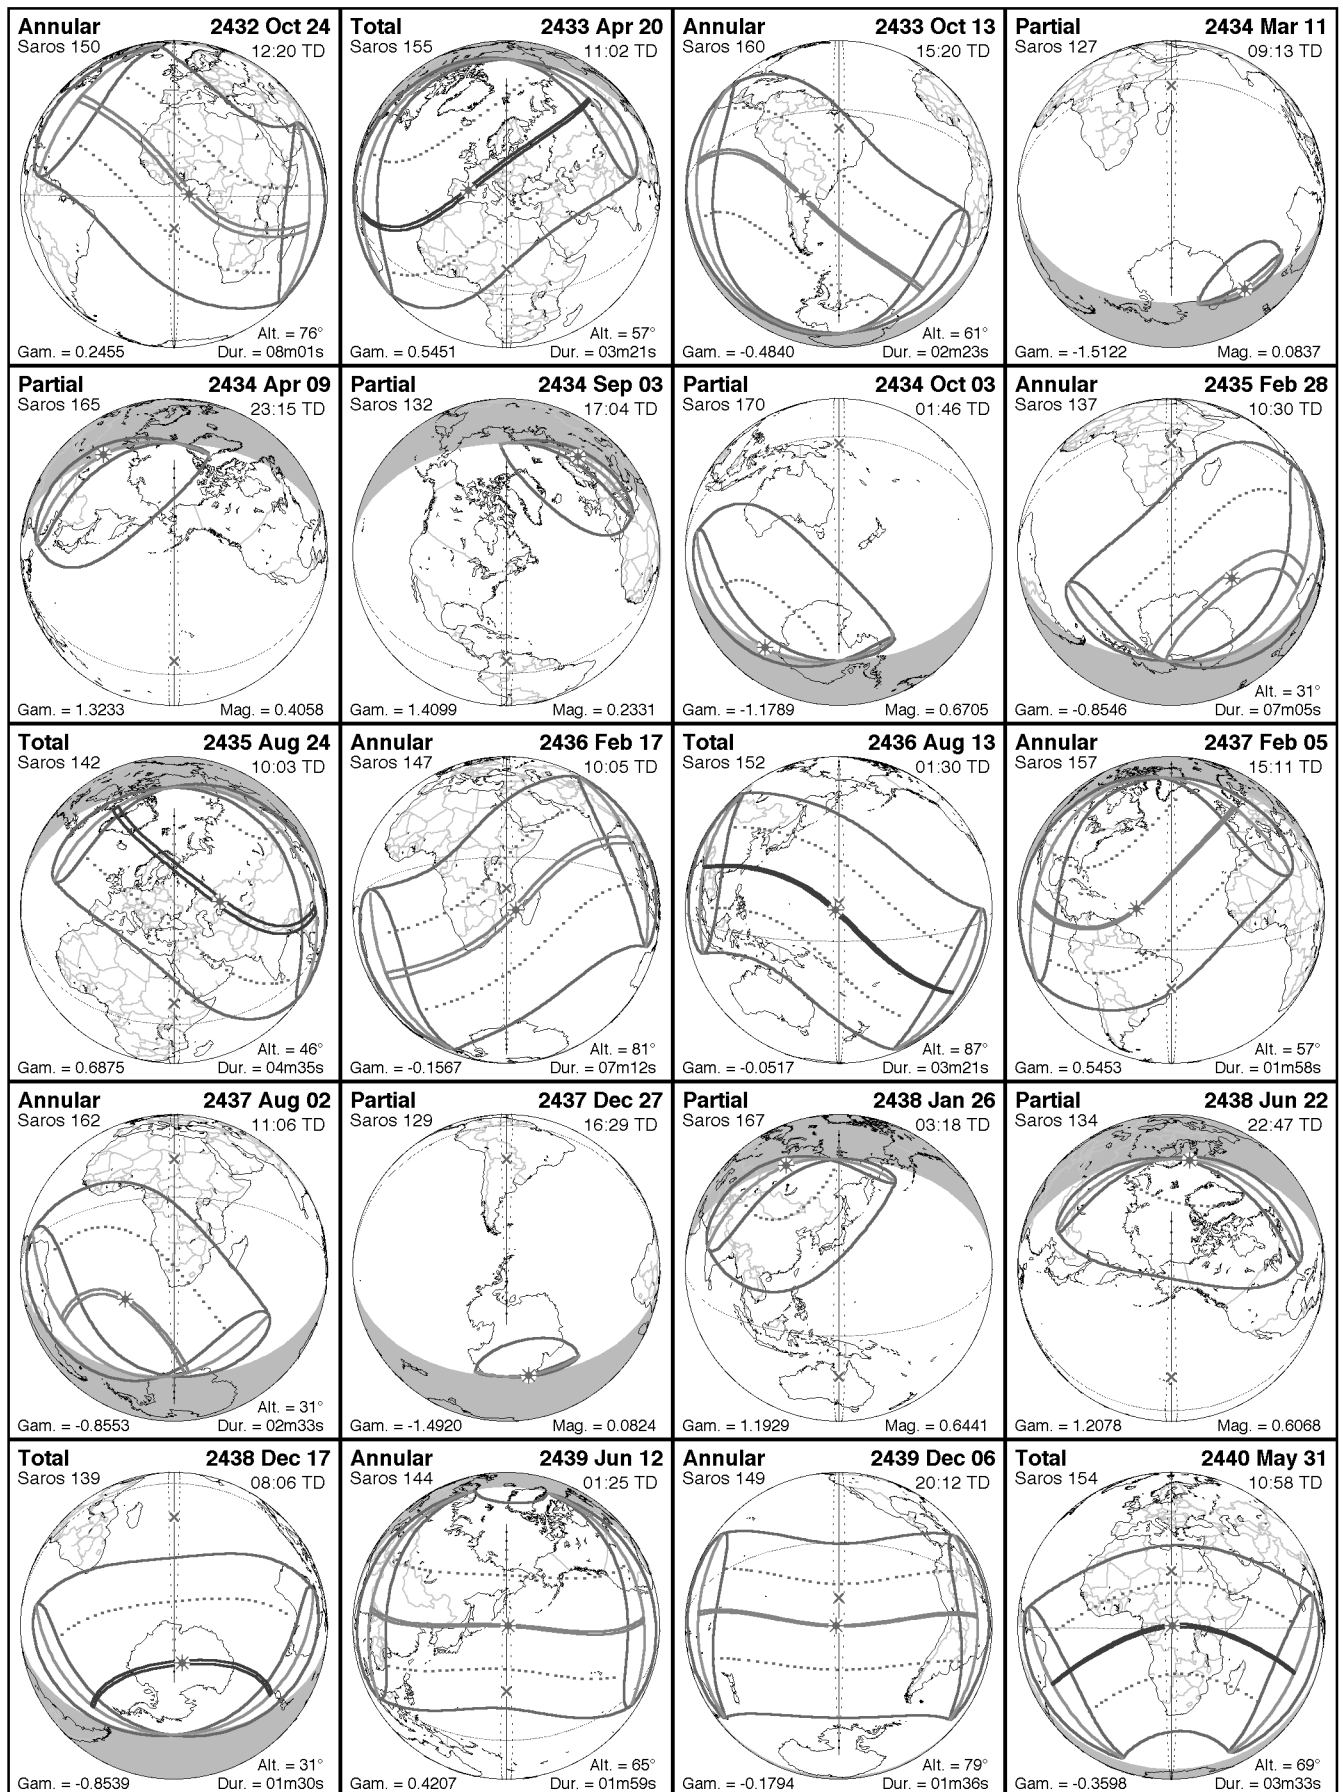 Annular 2432 Oct 24
Saros 150 12:20 TD
Alt. = 76°
Gam. = 0.2455 Dur. = 08m01s
Total 2433 Apr 20
Saros 155 11:02 TD
Alt. = 57°
Gam. = 0.5451 Dur. = 03m21s
Annular 2433 Oct 13
Saros 160 15:20 TD
Alt. = 61°
Gam. = -0.4840 Dur. = 02m23s
Partial 2434 Mar 11
Saros 127 09:13 TD
Gam. = -1.5122 Mag. = 0.0837
Partial 2434 Apr 09
Saros 165 23:15 TD
Gam. = 1.3233 Mag. = 0.4058
Partial 2434 Sep 03
Saros 132 17:04 TD
Gam. = 1.4099 Mag. = 0.2331
Partial 2434 Oct 03
Saros 170 01:46 TD
Gam. = -1.1789 Mag. = 0.6705
Annular 2435 Feb 28
Saros 137 10:30 TD
Alt. = 31°
Gam. = -0.8546 Dur. = 07m05s
Total 2435 Aug 24
Saros 142 10:03 TD
Alt. = 46°
Gam. = 0.6875 Dur. = 04m35s
Annular 2436 Feb 17
Saros 147 10:05 TD
Alt. = 81°
Gam. = -0.1567 Dur. = 07m12s
Total 2436 Aug 13
Saros 152 01:30 TD
Alt. = 87°
Gam. = -0.0517 Dur. = 03m21s
Annular 2437 Feb 05
Saros 157 15:11 TD
Alt. = 57°
Gam. = 0.5453 Dur. = 01m58s
Annular 2437 Aug 02
Saros 162 11:06 TD
Alt. = 31°
Gam. = -0.8553 Dur. = 02m33s
Partial 2437 Dec 27
Saros 129 16:29 TD
Gam. = -1.4920 Mag. = 0.0824
Partial 2438 Jan 26
Saros 167 03:18 TD
Gam. = 1.1929 Mag. = 0.6441
Partial 2438 Jun 22
Saros 134 22:47 TD
Gam. = 1.2078 Mag. = 0.6068
Total 2438 Dec 17
Saros 139 08:06 TD
Alt. = 31°
Gam. = -0.8539 Dur. = 01m30s
Annular 2439 Jun 12
Saros 144 01:25 TD
Alt. = 65°
Gam. = 0.4207 Dur. = 01m59s
Annular 2439 Dec 06
Saros 149 20:12 TD
Alt. = 79°
Gam. = -0.1794 Dur. = 01m36s
Total 2440 May 31
Saros 154 10:58 TD
Alt. = 69°
Gam. = -0.3598 Dur. = 03m33s